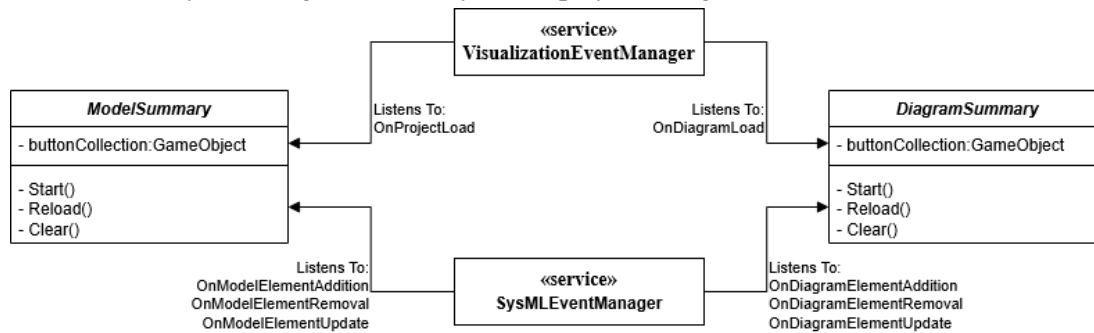 «service»
VisualizationEventManager
ModelSummary
- buttonCollection:GameObject
- Start()
- Reload()
- Clear()
Listens To:
OnProjectLoad
Listens To:
OnDiagramLoad
DiagramSummary
- buttonCollection:GameObject
- Start()
- Reload()
- Clear()
Listens To:
OnModelElementAddition
OnModelElementRemoval
OnModelElementUpdate
«service»
SysMLEventManager
Listens To:
OnDiagramElementAddition
OnDiagramElementRemoval
OnDiagramElementUpdate